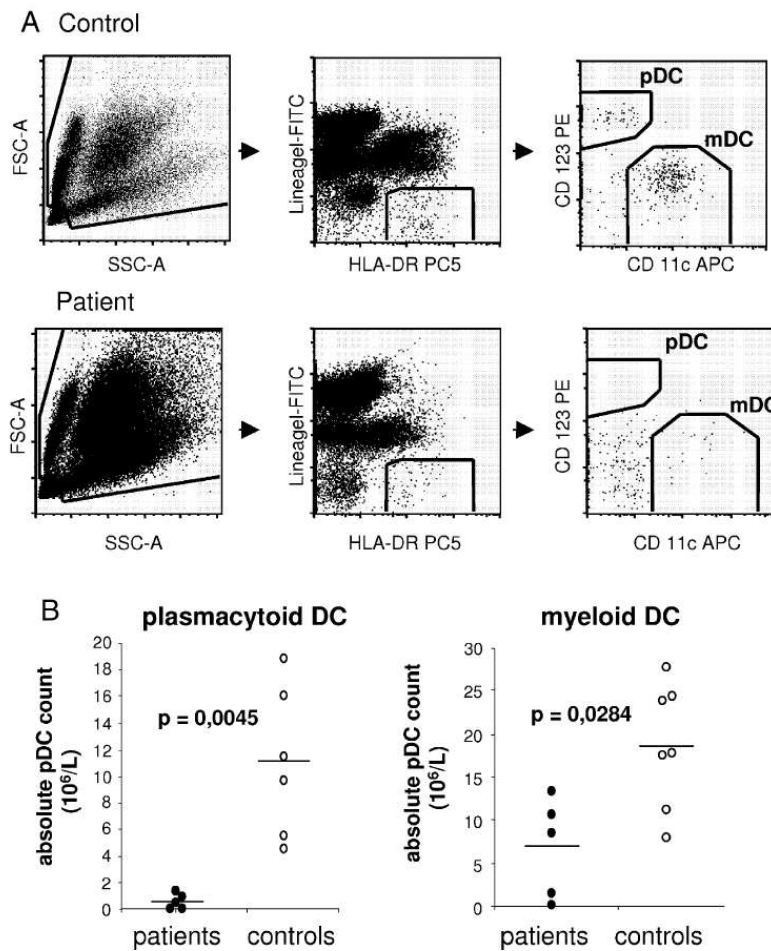 A Control
FSC-A
SSC-A
LineageI-FITC
HLA-DR PC5
pDC
mDC
CD 123 PE
CD 11c APC
Patient
FSC-A
SSC-A
LineageI-FITC
HLA-DR PC5
pDC
mDC
CD 123 PE
CD 11c APC
B
plasmacytoid DC
absolute pDC count
(10⁶/L)
20
18
16
14
12
10
8
6
4
2
0
p = 0,0045
patients controls
myeloid DC
absolute pDC count
(10⁶/L)
30
25
20
15
10
5
0
p = 0,0284
patients controls